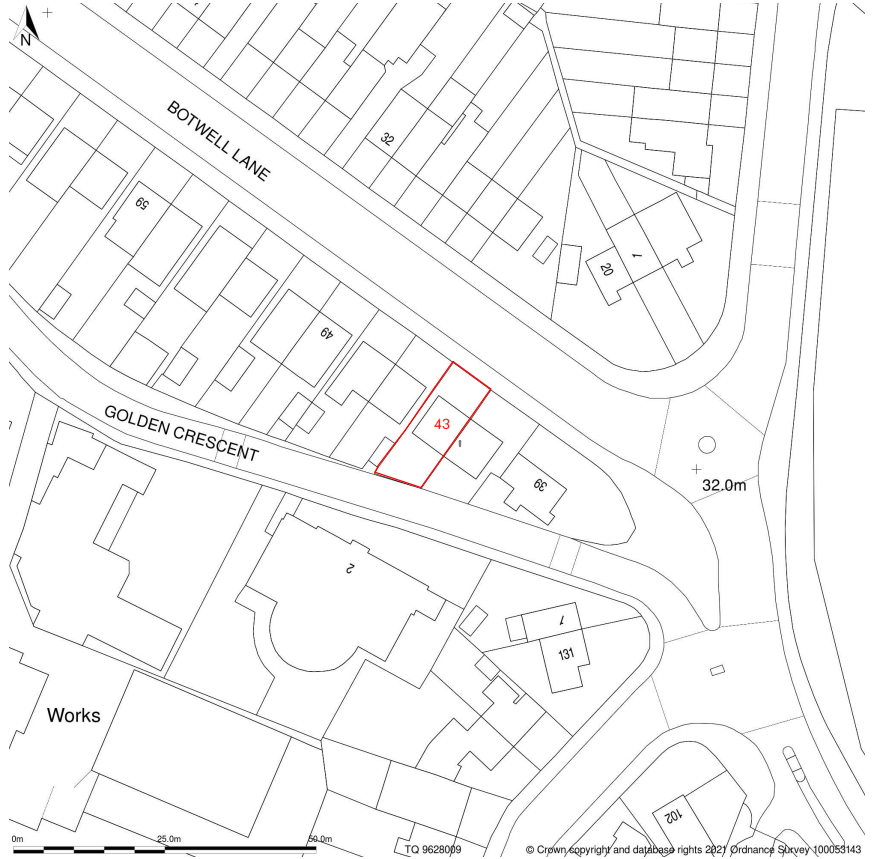 N
BOTWELL LANE
32
59
20
1
49
GOLDEN CRESCENT
43
39
32.0m
2
1
131
Works
102
0m
25.0m
50.0m
TQ 9628009
© Crown copyright and database rights 2021 Ordnance Survey 100053143